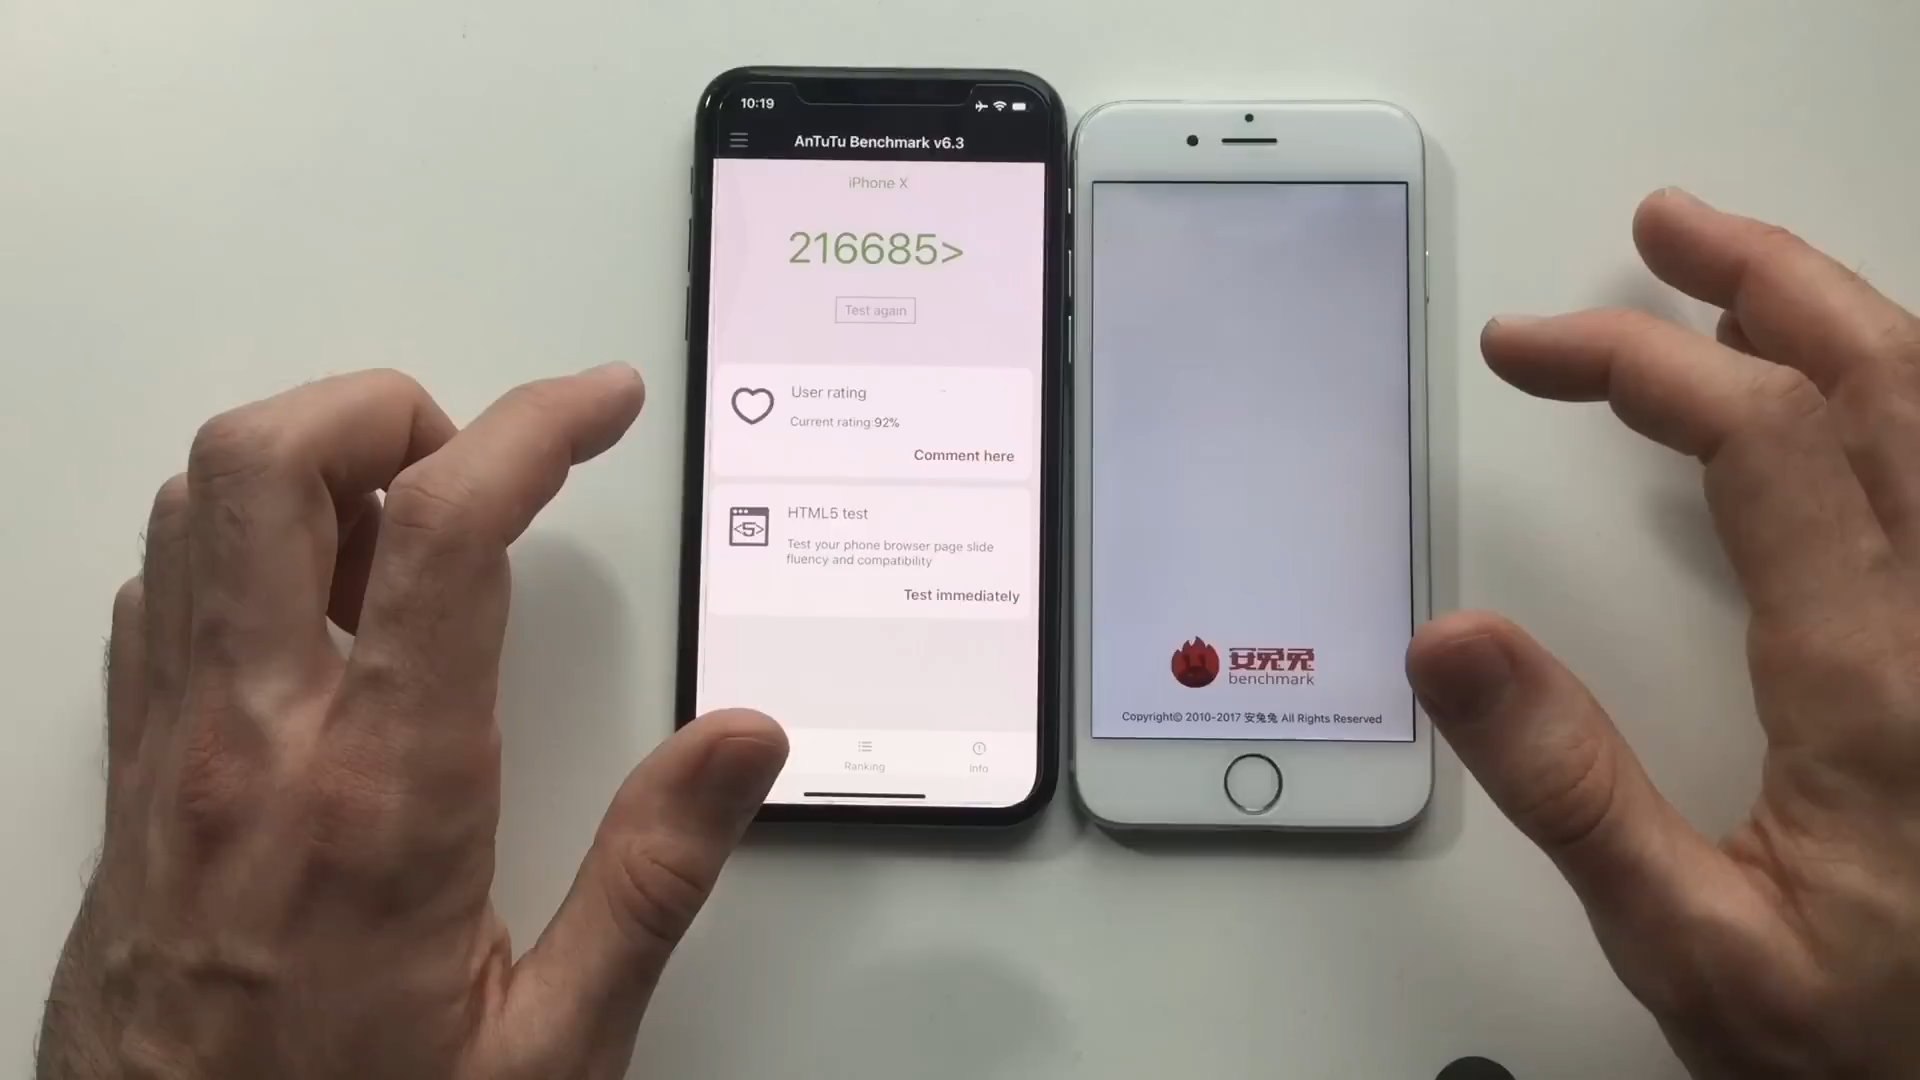 10:19
AnTuTu Benchmark v6.3
iPhone X
216685>
Test again
User rating
Current rating 92%
Comment here
HTML5 test
<5>
Test your phone browser page slide
fluency and compatibility
Test immediately
Ranking
Info
安兔兔
benchmark
Copyright© 2010-2017 安兔兔 All Rights Reserved